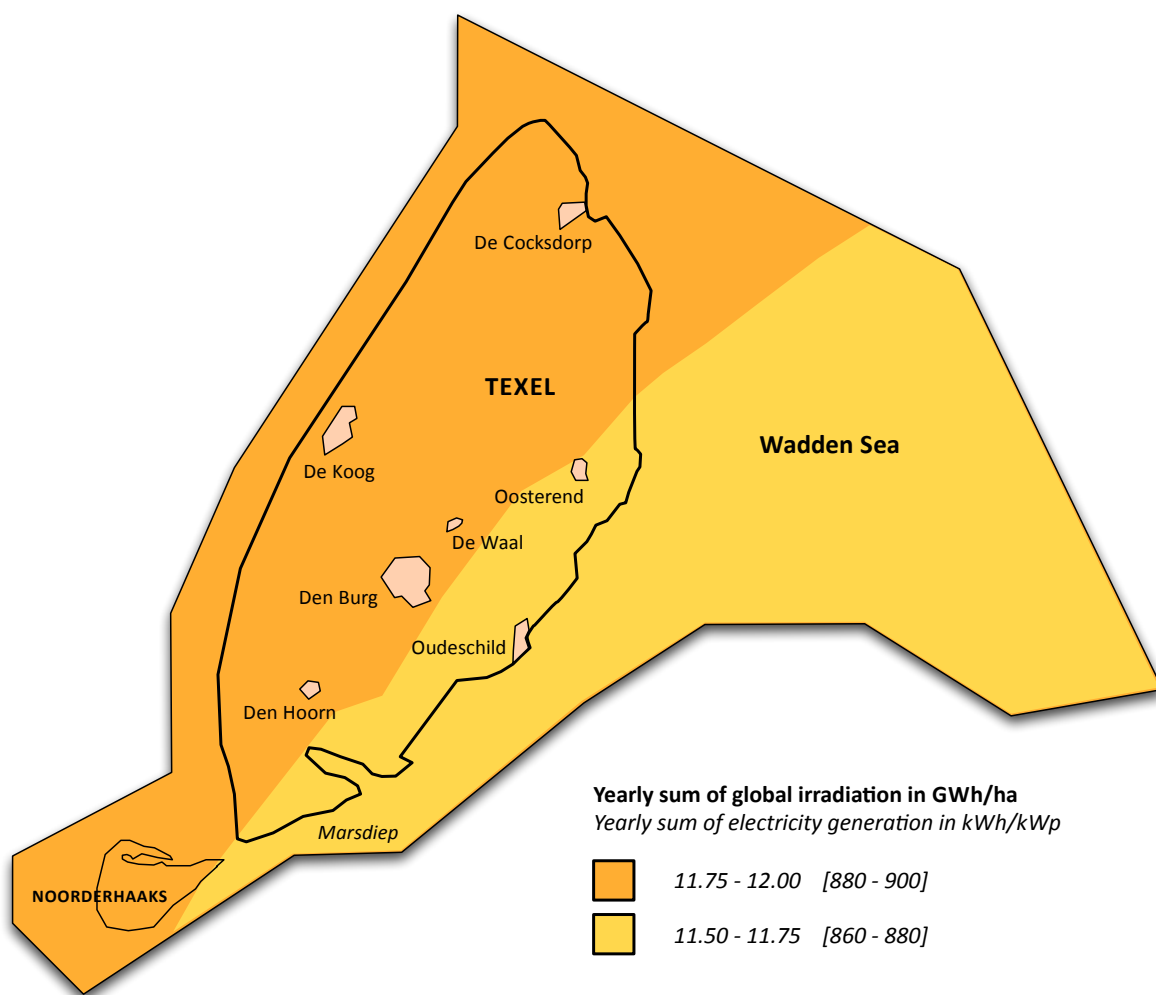 De Cocksdorp
TEXEL
Wadden Sea
De Koog
Oosterend
De Waal
Den Burg
Oudeschild
Den Hoorn
Marsdiep
NOORDERHAAKS
Yearly sum of global irradiation in GWh/ha
Yearly sum of electricity generation in kWh/kWp
11.75 - 12.00 [880 - 900]
11.50 - 11.75 [860 - 880]